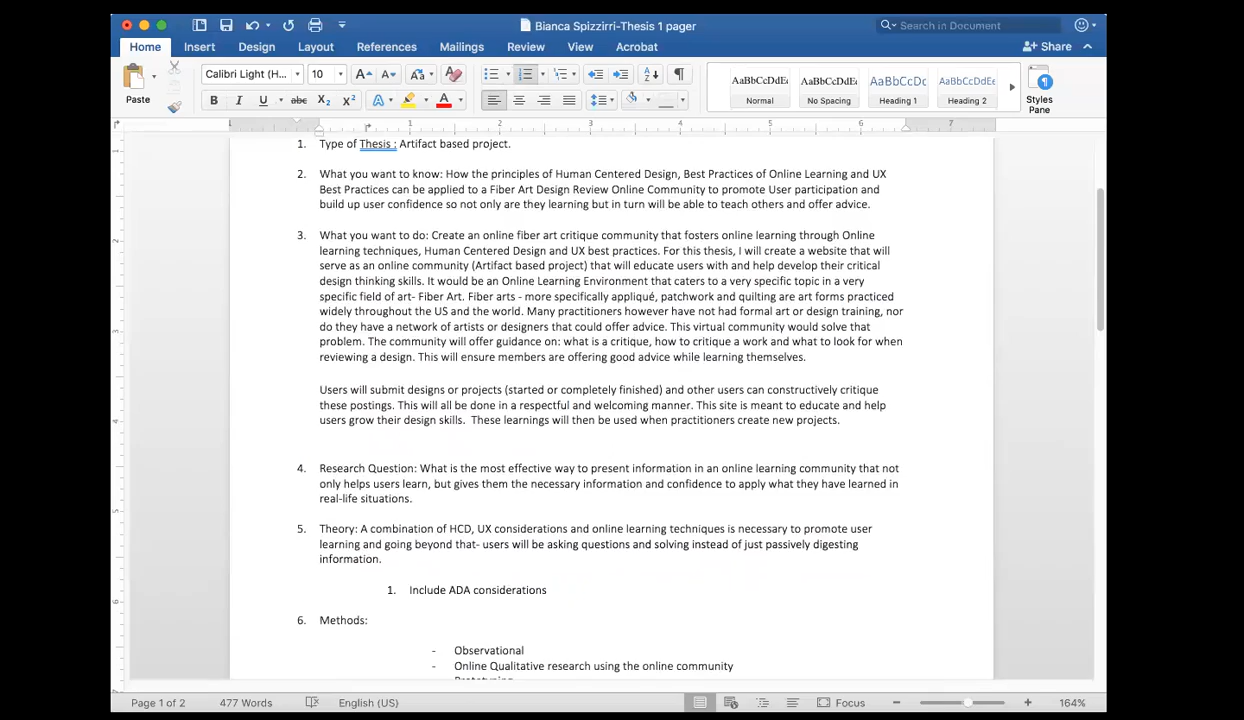 Bianca Spizzirri-Thesis 1 pager
Search in Document
Home Insert Design Layout References Mailings Review View Acrobat
Share
Paste
Calibri Light (H... 10
AaBbCcDdEe AaBbCcDdEe AaBbCcDc AaBbCcDdEe
Normal No Spacing Heading 1 Heading 2
Styles Pane
1. Type of Thesis : Artifact based project.
2. What you want to know: How the principles of Human Centered Design, Best Practices of Online Learning and UX
Best Practices can be applied to a Fiber Art Design Review Online Community to promote User participation and
build up user confidence so not only are they learning but in turn will be able to teach others and offer advice.
3. What you want to do: Create an online fiber art critique community that fosters online learning through Online
learning techniques, Human Centered Design and UX best practices. For this thesis, I will create a website that will
serve as an online community (Artifact based project) that will educate users with and help develop their critical
design thinking skills. It would be an Online Learning Environment that caters to a very specific topic in a very
specific field of art- Fiber Art. Fiber arts - more specifically appliqué, patchwork and quilting are art forms practiced
widely throughout the US and the world. Many practitioners however have not had formal art or design training, nor
do they have a network of artists or designers that could offer advice. This virtual community would solve that
problem. The community will offer guidance on: what is a critique, how to critique a work and what to look for when
reviewing a design. This will ensure members are offering good advice while learning themselves.
Users will submit designs or projects (started or completely finished) and other users can constructively critique
these postings. This will all be done in a respectful and welcoming manner. This site is meant to educate and help
users grow their design skills. These learnings will then be used when practitioners create new projects.
4. Research Question: What is the most effective way to present information in an online learning community that not
only helps users learn, but gives them the necessary information and confidence to apply what they have learned in
real-life situations.
5. Theory: A combination of HCD, UX considerations and online learning techniques is necessary to promote user
learning and going beyond that- users will be asking questions and solving instead of just passively digesting
information.
1. Include ADA considerations
6. Methods:
- Observational
- Online Qualitative research using the online community
Page 1 of 2 477 Words English (US) Focus 164%